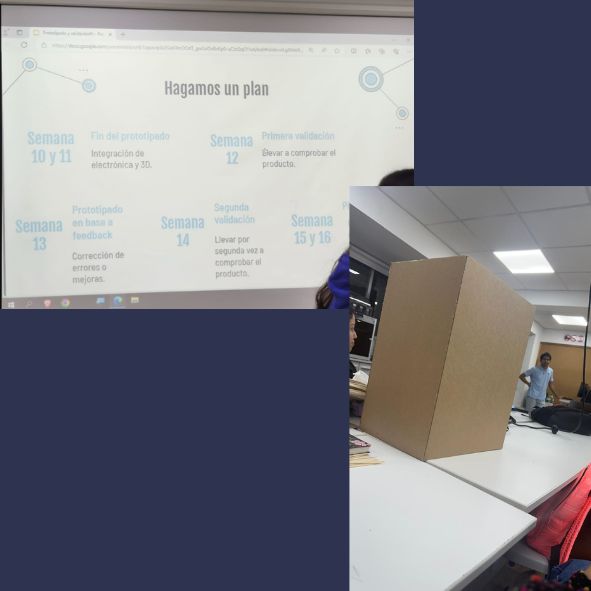 Hagamos un plan
Semana
10 y 11
Fin del prototipado
Integración de
electrónica y 3D.
Semana
12
Primera validación
Llevar a comprobar el
producto.
Semana
13
Prototipado
en base a
feedback
Corrección de
errores o
mejoras.
Semana
14
Segunda
validación
Llevar por
segunda vez a
comprobar el
producto.
Semana
15 y 16